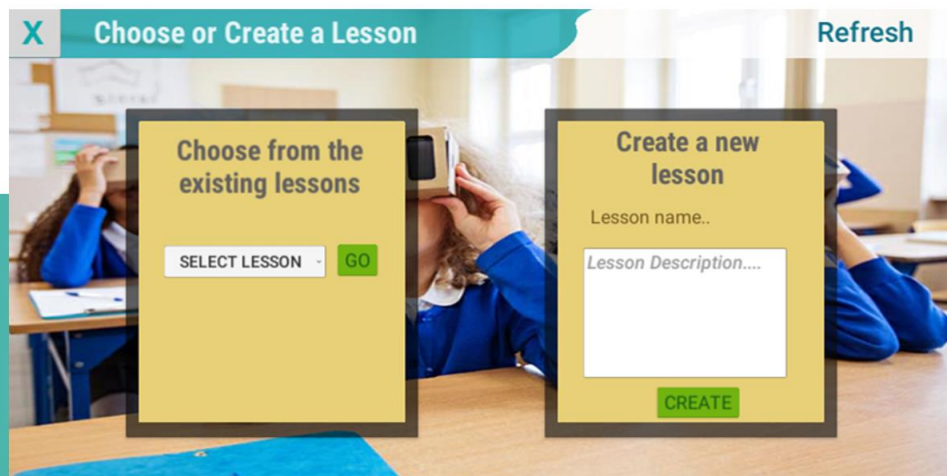 X
Choose or Create a Lesson
Refresh
Choose from the
existing lessons
SELECT LESSON
GO
Create a new
lesson
Lesson name..
Lesson Description....
CREATE